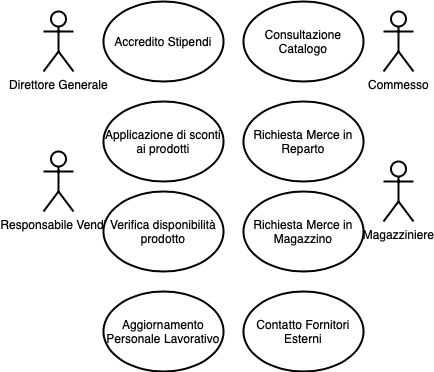 Accredito Stipendi
Consultazione
Catalogo
Direttore Generale
Commesso
Applicazione di sconti
ai prodotti
Richiesta Merce in
Reparto
Responsabile Vend
Verifica disponibilità
prodotto
Richiesta Merce in
Magazzino
Magazziniere
Aggiornamento
Personale Lavorativo
Contatto Fornitori
Esterni